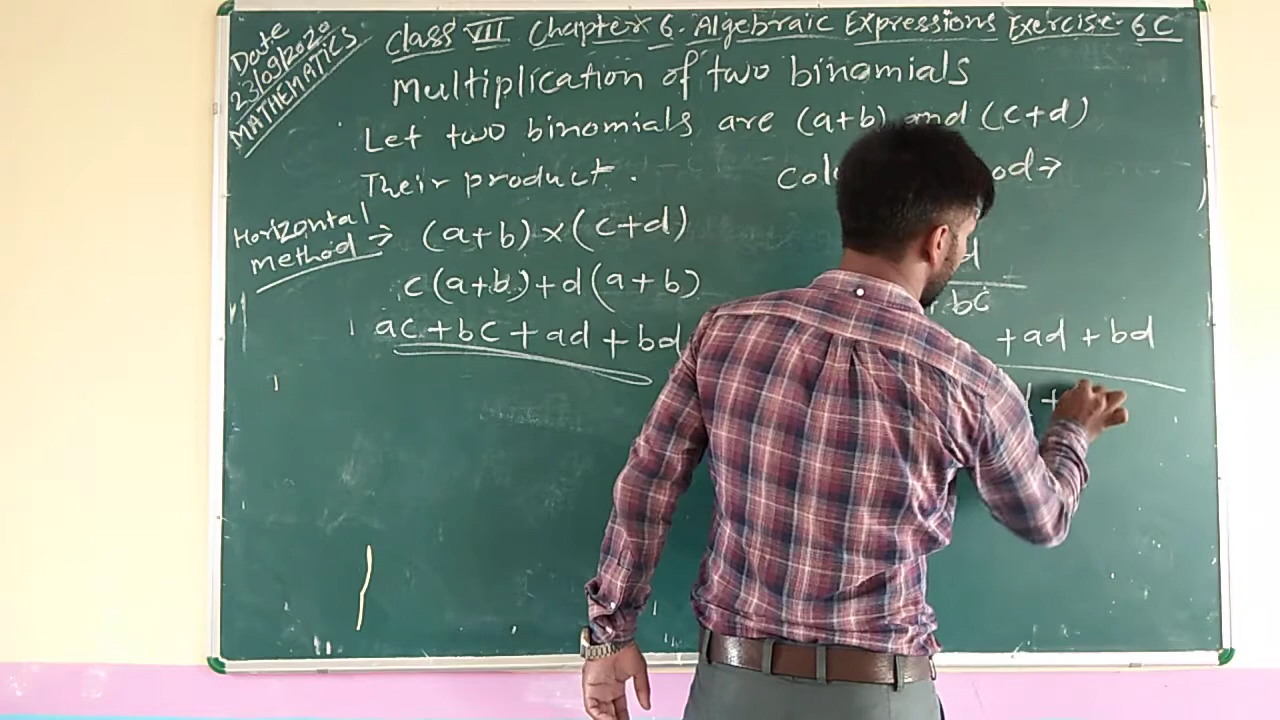 Date
23/09/2020
MATHEMATICS
Class VII Chapter 6. Algebraic Expressions Exercise- 6C
Multiplication of two binomials
Let two binomials are (a+b) and (c+d)
Their product.
Horizontal method → (a+b)×(c+d)
c(a+b)+d(a+b)
ac+bc+ad+bd
d
bc
+ad+bd